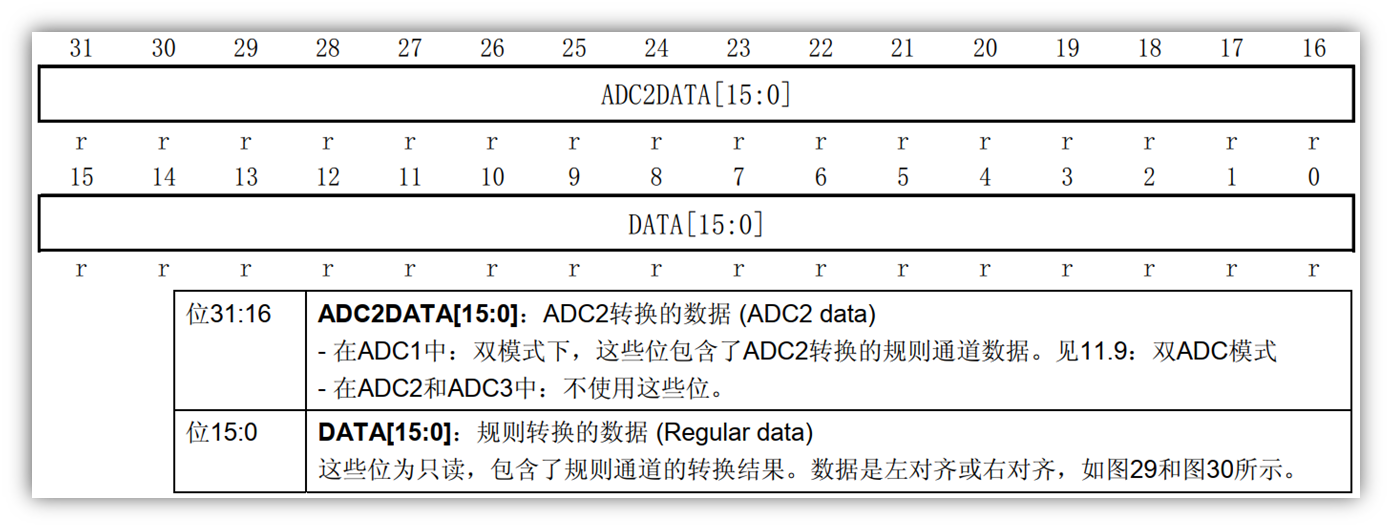 31 30 29 28 27 26 25 24 23 22 21 20 19 18 17 16
ADC2DATA[15:0]
r r r r r r r r r r r r r r r r
15 14 13 12 11 10 9 8 7 6 5 4 3 2 1 0
DATA[15:0]
r r r r r r r r r r r r r r r r
位31:16 ADC2DATA[15:0]：ADC2转换的数据 (ADC2 data)
- 在ADC1中：双模式下，这些位包含了ADC2转换的规则通道数据。见11.9：双ADC模式
- 在ADC2和ADC3中：不使用这些位。
位15:0 DATA[15:0]：规则转换的数据 (Regular data)
这些位为只读，包含了规则通道的转换结果。数据是左对齐或右对齐，如图29和图30所示。